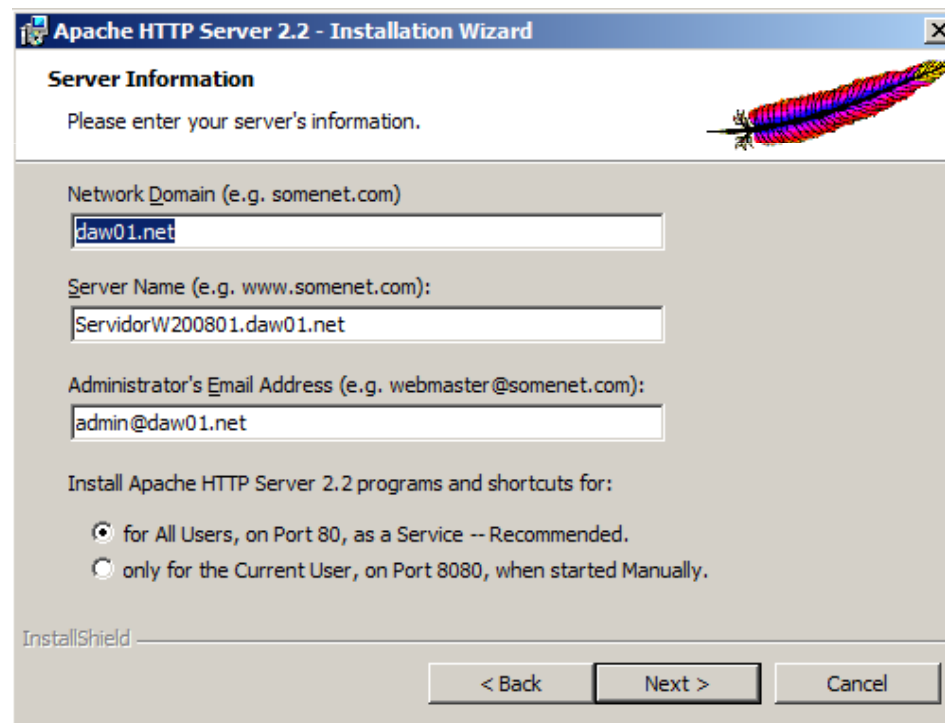 Apache HTTP Server 2.2 - Installation Wizard
Server Information
Please enter your server's information.
Network Domain (e.g. somenet.com)
daw01.net
Server Name (e.g. www.somenet.com):
ServidorW200801.daw01.net
Administrator's Email Address (e.g. webmaster@somenet.com):
admin@daw01.net
Install Apache HTTP Server 2.2 programs and shortcuts for:
for All Users, on Port 80, as a Service -- Recommended.
only for the Current User, on Port 8080, when started Manually.
InstallShield
< Back Next > Cancel